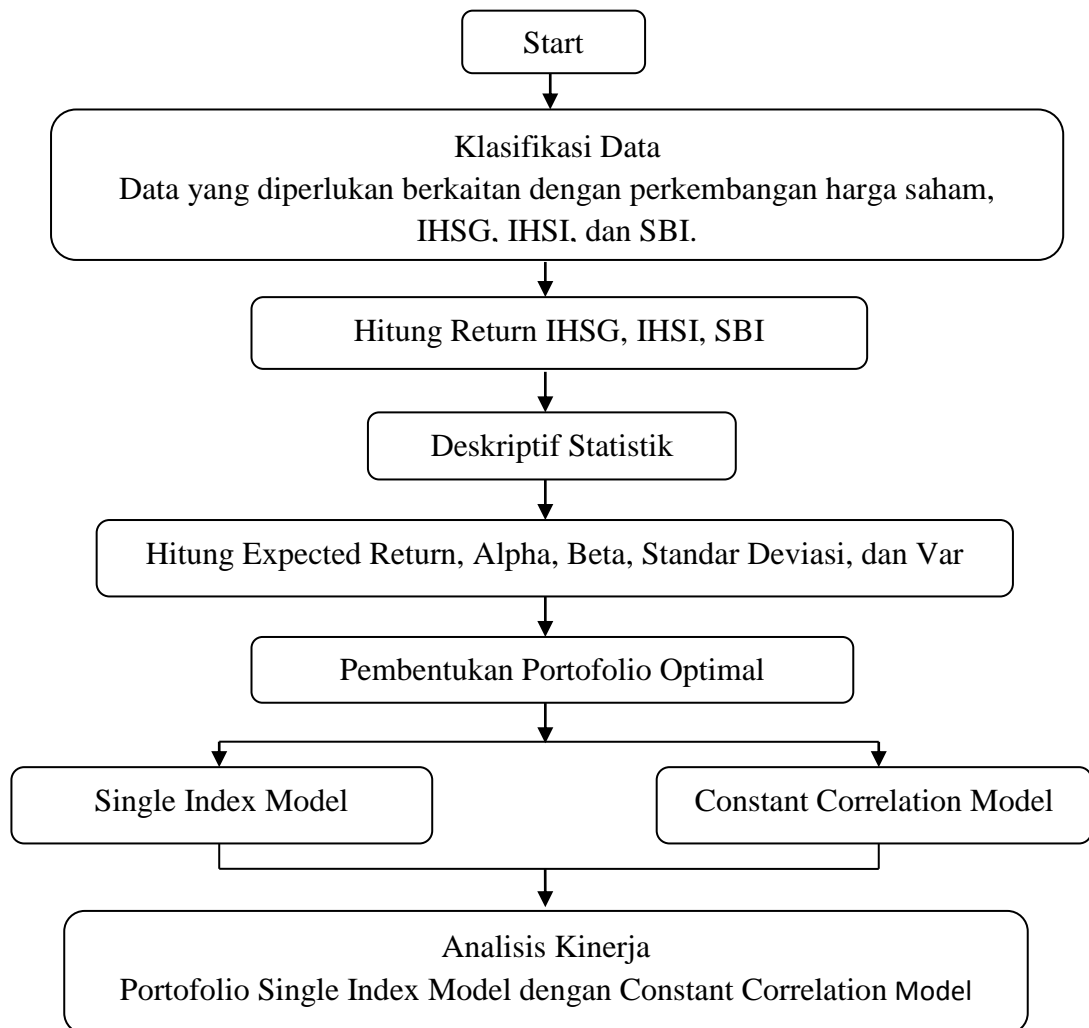 Start
Klasifikasi Data
Data yang diperlukan berkaitan dengan perkembangan harga saham,
IHSG, IHSI, dan SBI.
Hitung Return IHSG, IHSI, SBI
Deskriptif Statistik
Hitung Expected Return, Alpha, Beta, Standar Deviasi, dan Var
Pembentukan Portofolio Optimal
Single Index Model
Constant Correlation Model
Analisis Kinerja
Portofolio Single Index Model dengan Constant Correlation Model